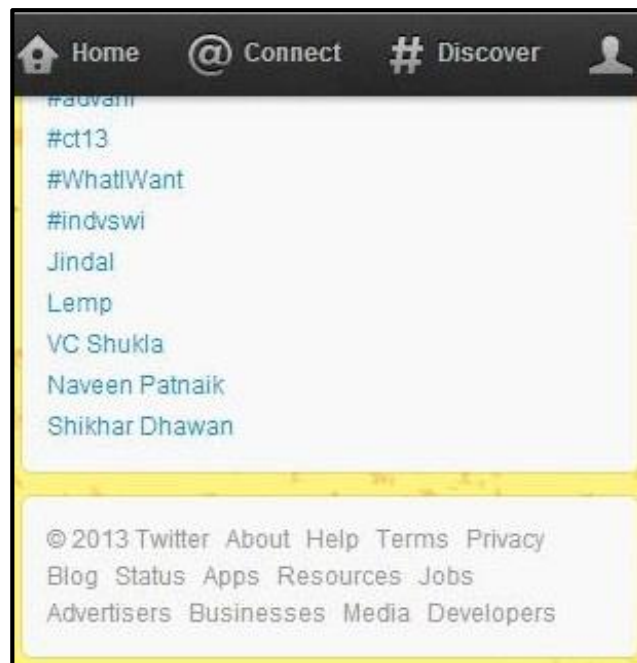 Home @ Connect # Discover
#advani
#ct13
#WhatIWant
#indvswi
Jindal
Lemp
VC Shukla
Naveen Patnaik
Shikhar Dhawan
© 2013 Twitter About Help Terms Privacy
Blog Status Apps Resources Jobs
Advertisers Businesses Media Developers